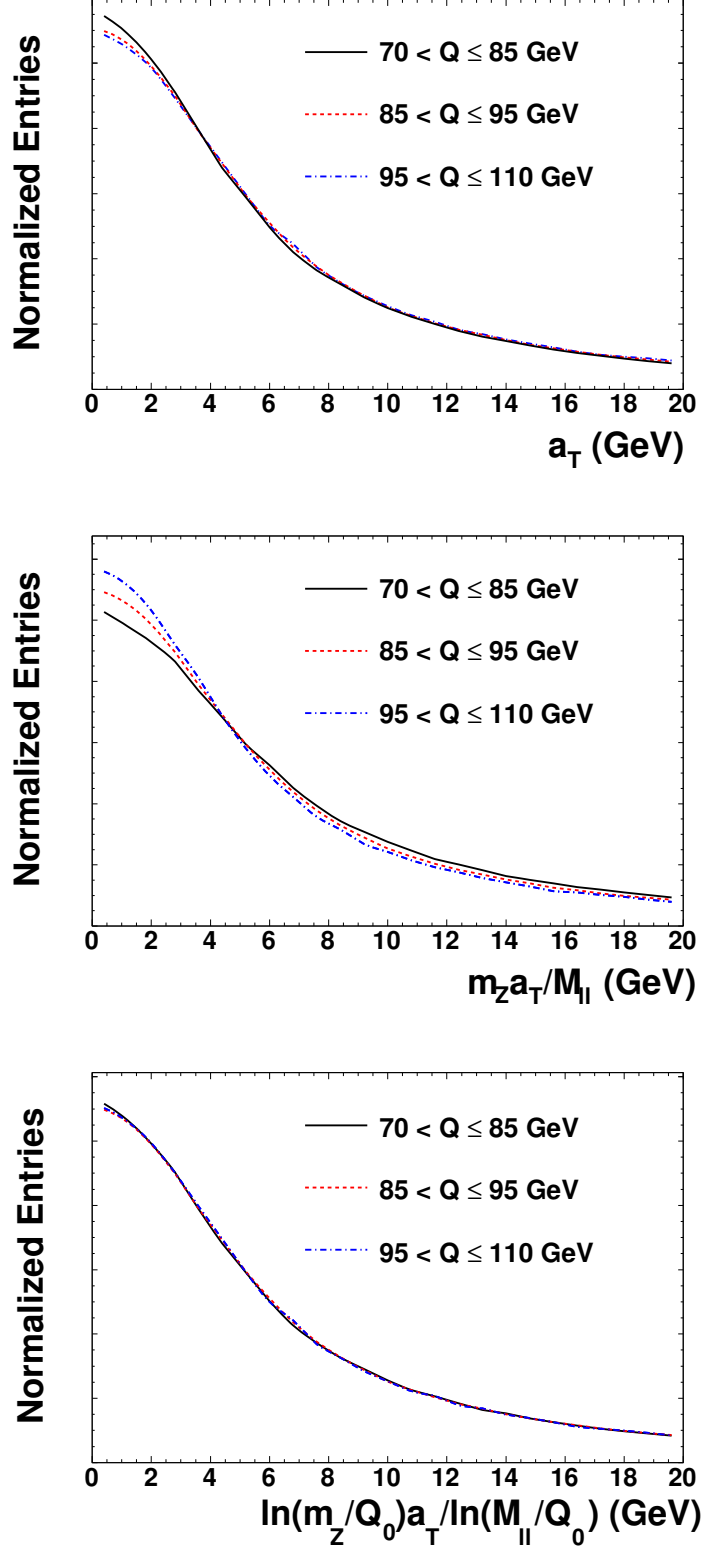 Normalized Entries
70 < Q ≤ 85 GeV
85 < Q ≤ 95 GeV
95 < Q ≤ 110 GeV
0 2 4 6 8 10 12 14 16 18 20
a_T (GeV)
Normalized Entries
70 < Q ≤ 85 GeV
85 < Q ≤ 95 GeV
95 < Q ≤ 110 GeV
0 2 4 6 8 10 12 14 16 18 20
m_Z a_T/M_ll (GeV)
Normalized Entries
70 < Q ≤ 85 GeV
85 < Q ≤ 95 GeV
95 < Q ≤ 110 GeV
0 2 4 6 8 10 12 14 16 18 20
ln(m_Z/Q_0)a_T/ln(M_ll/Q_0) (GeV)